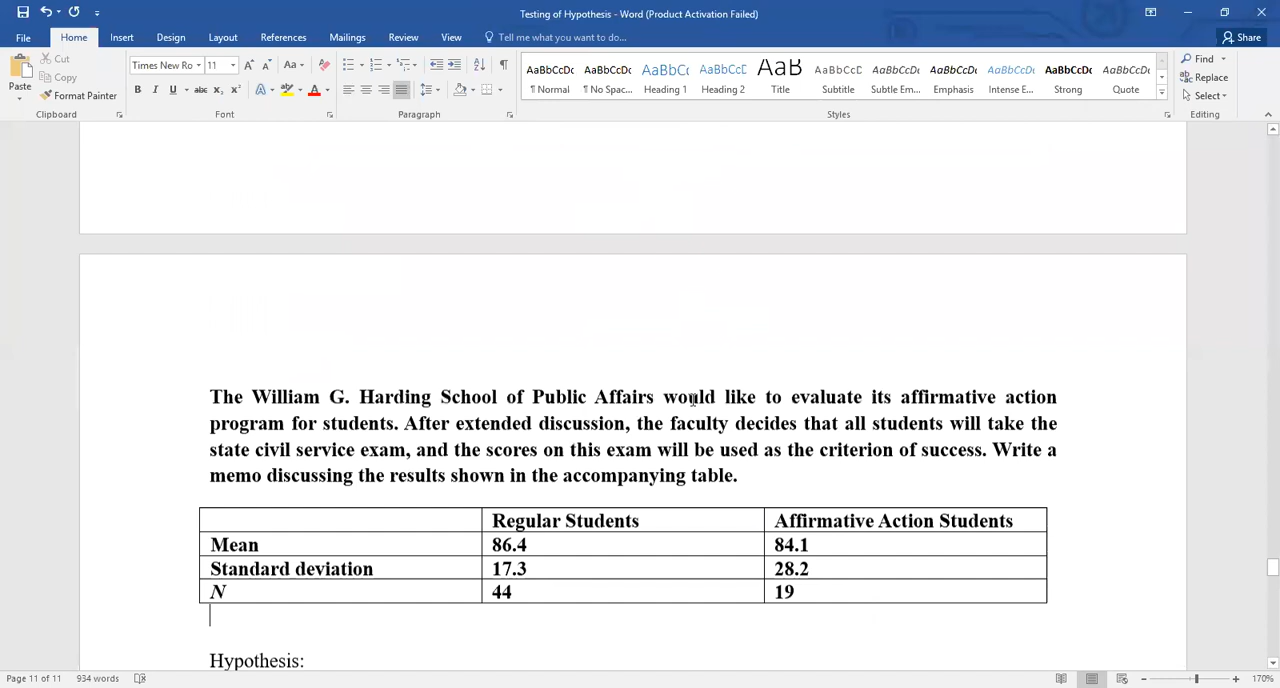 Testing of Hypothesis - Word (Product Activation Failed)
File Home Insert Design Layout References Mailings Review View Tell me what you want to do... Share
Paste
Cut
Copy
Format Painter
Clipboard
Times New Ro 11
Font
Paragraph
AaBbCcDc AaBbCcDc AaBbCc AaBbCcC AaB AaBbCcD AaBbCcDc AaBbCcDc AaBbCcDc AaBbCcDc AaBbCcDc
¶ Normal ¶ No Spac... Heading 1 Heading 2 Title Subtitle Subtle Em... Emphasis Intense E... Strong Quote
Styles
Find
Replace
Select
Editing
The William G. Harding School of Public Affairs would like to evaluate its affirmative action
program for students. After extended discussion, the faculty decides that all students will take the
state civil service exam, and the scores on this exam will be used as the criterion of success. Write a
memo discussing the results shown in the accompanying table.
Regular Students Affirmative Action Students
Mean 86.4 84.1
Standard deviation 17.3 28.2
N 44 19
Hypothesis:
Page 11 of 11 934 words 170%